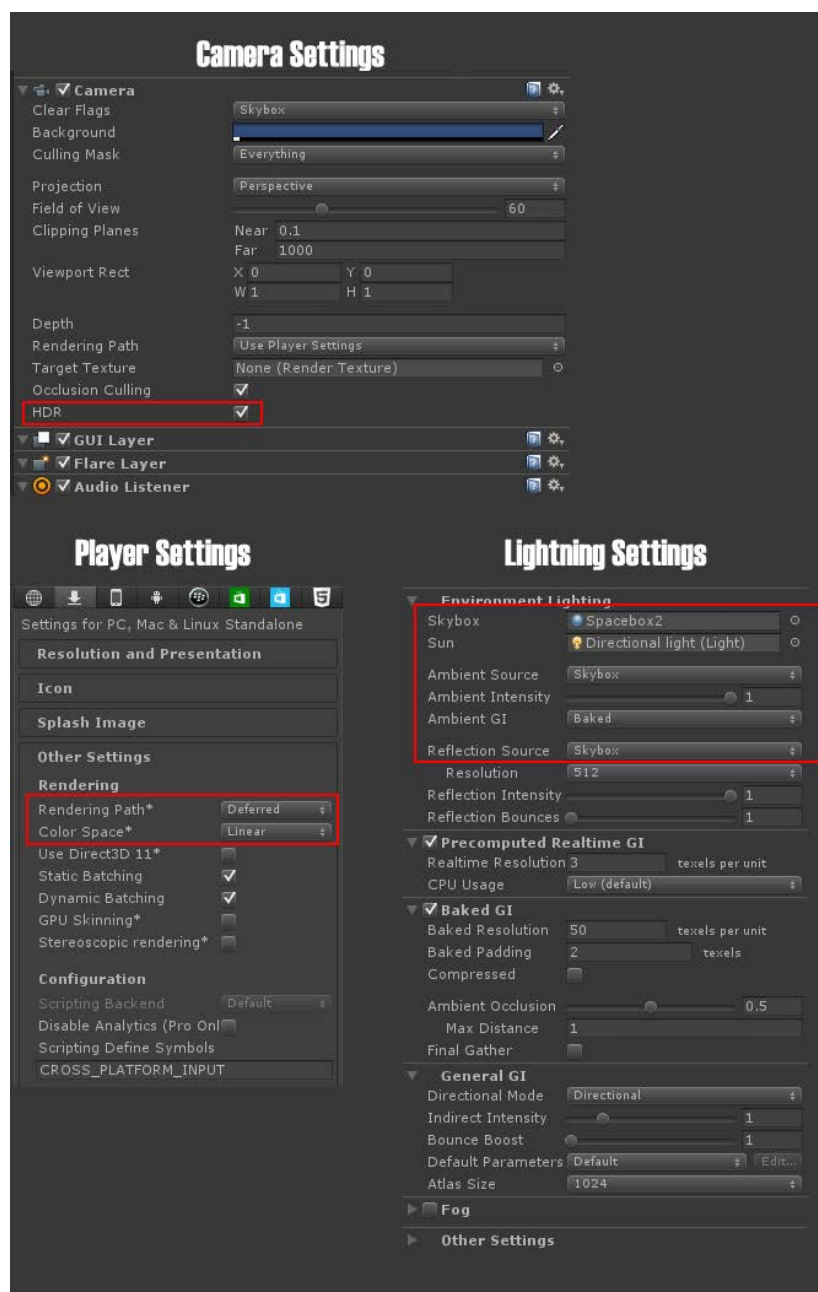 Camera Settings
Camera
Clear Flags Skybox
Background
Culling Mask Everything
Projection Perspective
Field of View 60
Clipping Planes Near 0.1
Far 1000
Viewport Rect X 0 Y 0
W 1 H 1
Depth -1
Rendering Path Use Player Settings
Target Texture None (Render Texture)
Occlusion Culling
HDR
GUI Layer
Flare Layer
Audio Listener
Player Settings
Settings for PC, Mac & Linux Standalone
Resolution and Presentation
Icon
Splash Image
Other Settings
Rendering
Rendering Path* Deferred
Color Space* Linear
Use Direct3D 11*
Static Batching
Dynamic Batching
GPU Skinning*
Stereoscopic rendering*
Configuration
Scripting Backend Default
Disable Analytics (Pro Onl
Scripting Define Symbols
CROSS_PLATFORM_INPUT
Lightning Settings
Environment Lighting
Skybox Spacebox2
Sun Directional light (Light)
Ambient Source Skybox
Ambient Intensity 1
Ambient GI Baked
Reflection Source Skybox
Resolution 512
Reflection Intensity 1
Reflection Bounces 1
Precomputed Realtime GI
Realtime Resolution 3 texels per unit
CPU Usage Low (default)
Baked GI
Baked Resolution 50 texels per unit
Baked Padding 2 texels
Compressed
Ambient Occlusion 0.5
Max Distance 1
Final Gather
General GI
Directional Mode Directional
Indirect Intensity 1
Bounce Boost 1
Default Parameters Default Edit...
Atlas Size 1024
Fog
Other Settings